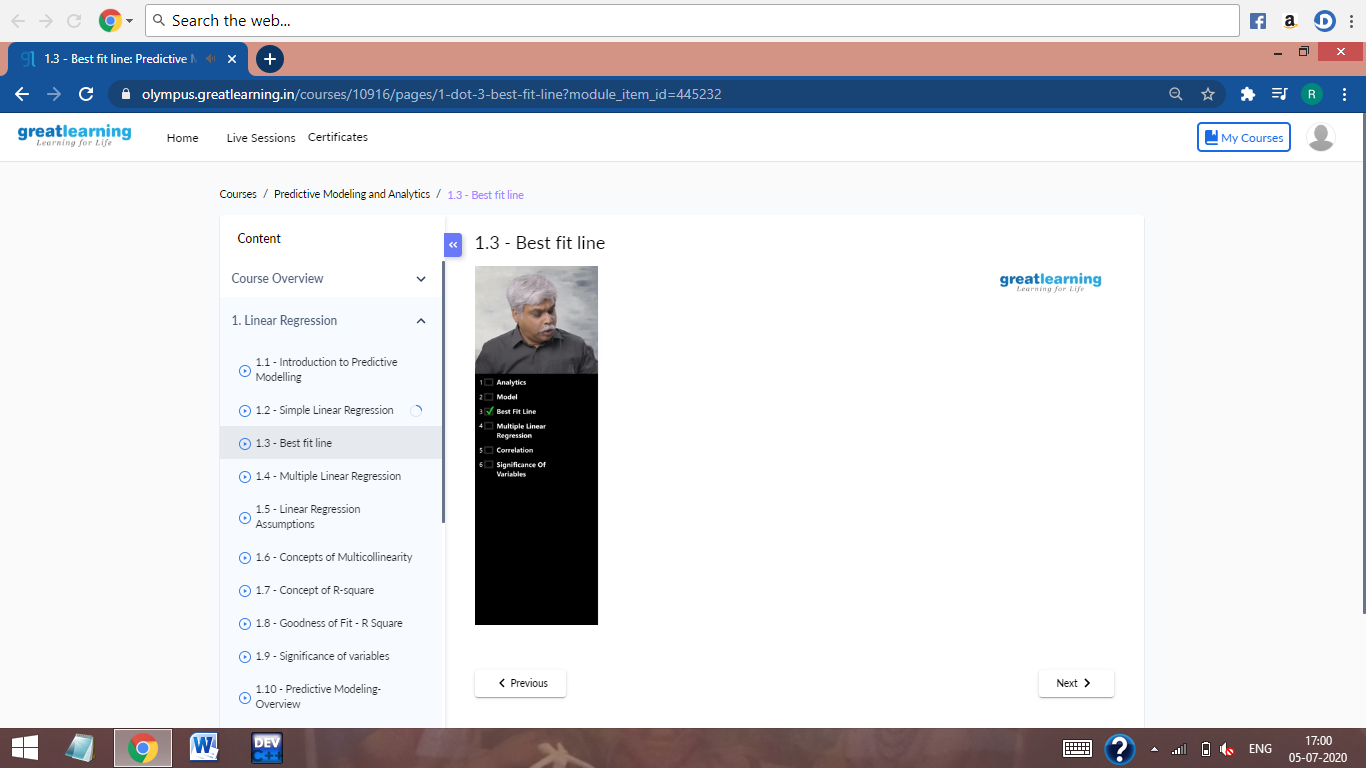 Search the web...
1.3 - Best fit line: Predictive M
olympus.greatlearning.in/courses/10916/pages/1-dot-3-best-fit-line?module_item_id=445232
R
greatlearning
Learning for Life
Home
Live Sessions
Certificates
My Courses
Courses / Predictive Modeling and Analytics / 1.3 - Best fit line
Content
Course Overview
1. Linear Regression
1.1 - Introduction to Predictive
Modelling
1.2 - Simple Linear Regression
1.3 - Best fit line
1.4 - Multiple Linear Regression
1.5 - Linear Regression
Assumptions
1.6 - Concepts of Multicollinearity
1.7 - Concept of R-square
1.8 - Goodness of Fit - R Square
1.9 - Significance of variables
1.10 - Predictive Modeling-
Overview
1.3 - Best fit line
greatlearning
Learning for Life
1 Analytics
2 Model
3 Best Fit Line
4 Multiple Linear
Regression
5 Correlation
6 Significance Of
Variables
Previous
Next
DEV
C++
ENG
17:00
05-07-2020